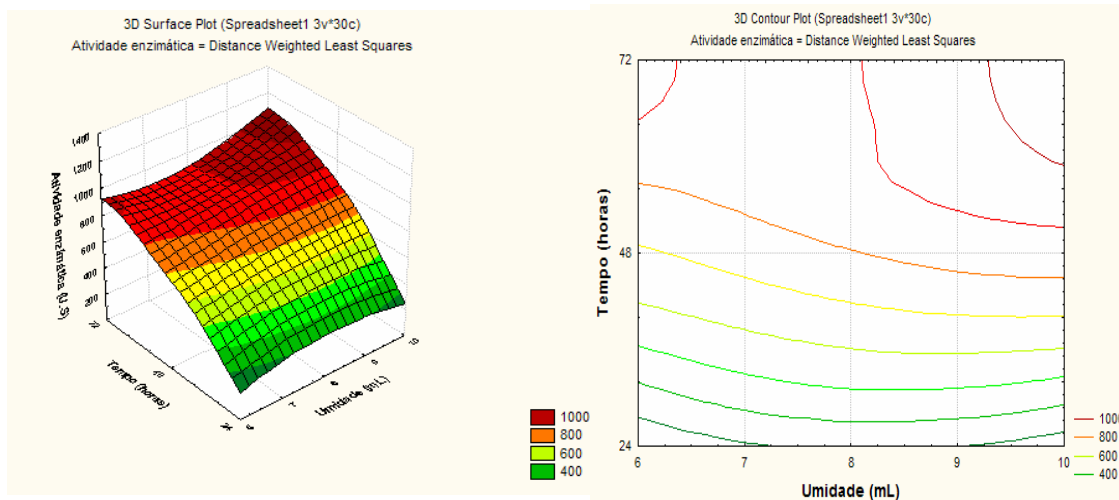 3D Surface Plot (Spreadsheet1 3v*30c)
Atividade enzimática = Distance Weighted Least Squares
1400
1200
1000
800
600
400
200
Atividade enzimática (U.S)
72
48
24
Tempo (horas)
6
7
8
9
10
Umidade (mL)
1000
800
600
400
3D Contour Plot (Spreadsheet1 3v*30c)
Atividade enzimática = Distance Weighted Least Squares
72
48
24
Tempo (horas)
6 7 8 9 10
Umidade (mL)
1000
800
600
400